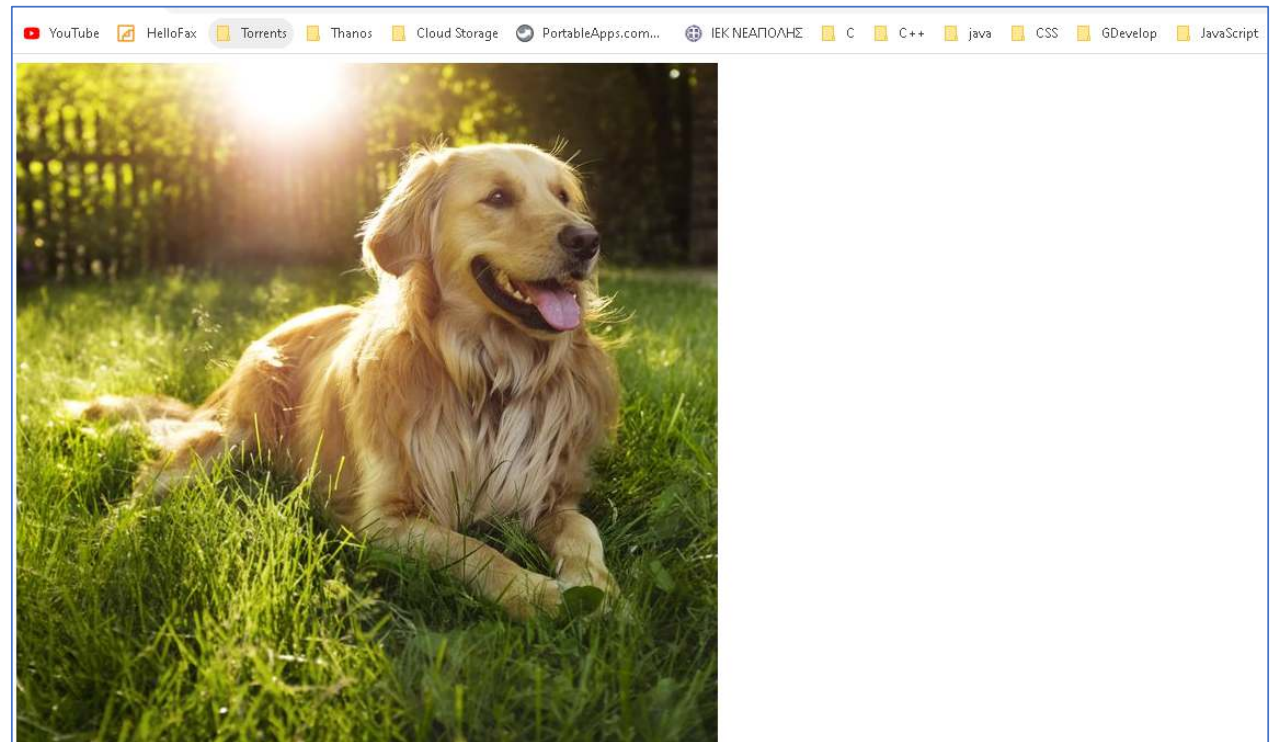 YouTube HelloFax Torrents Thanos Cloud Storage PortableApps.com... ΙΕΚ ΝΕΑΠΟΛΗΣ C C++ java CSS GDevelop JavaScript